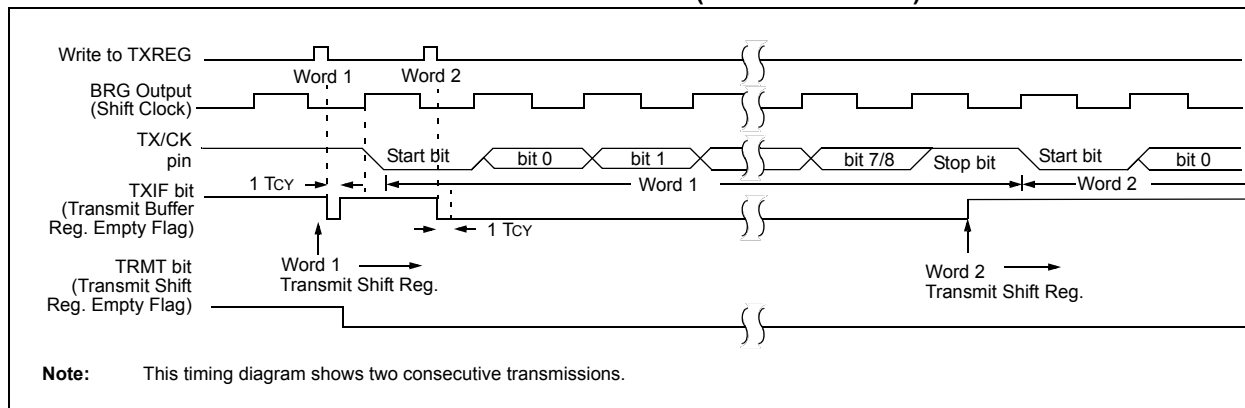 Write to TXREG
Word 1
Word 2
BRG Output
(Shift Clock)
TX/CK
pin
Start bit
bit 0
bit 1
bit 7/8
Stop bit
Start bit
bit 0
1 TCY
Word 1
Word 2
TXIF bit
(Transmit Buffer
Reg. Empty Flag)
1 TCY
Word 1
Transmit Shift Reg.
Word 2
Transmit Shift Reg.
TRMT bit
(Transmit Shift
Reg. Empty Flag)
Note: This timing diagram shows two consecutive transmissions.